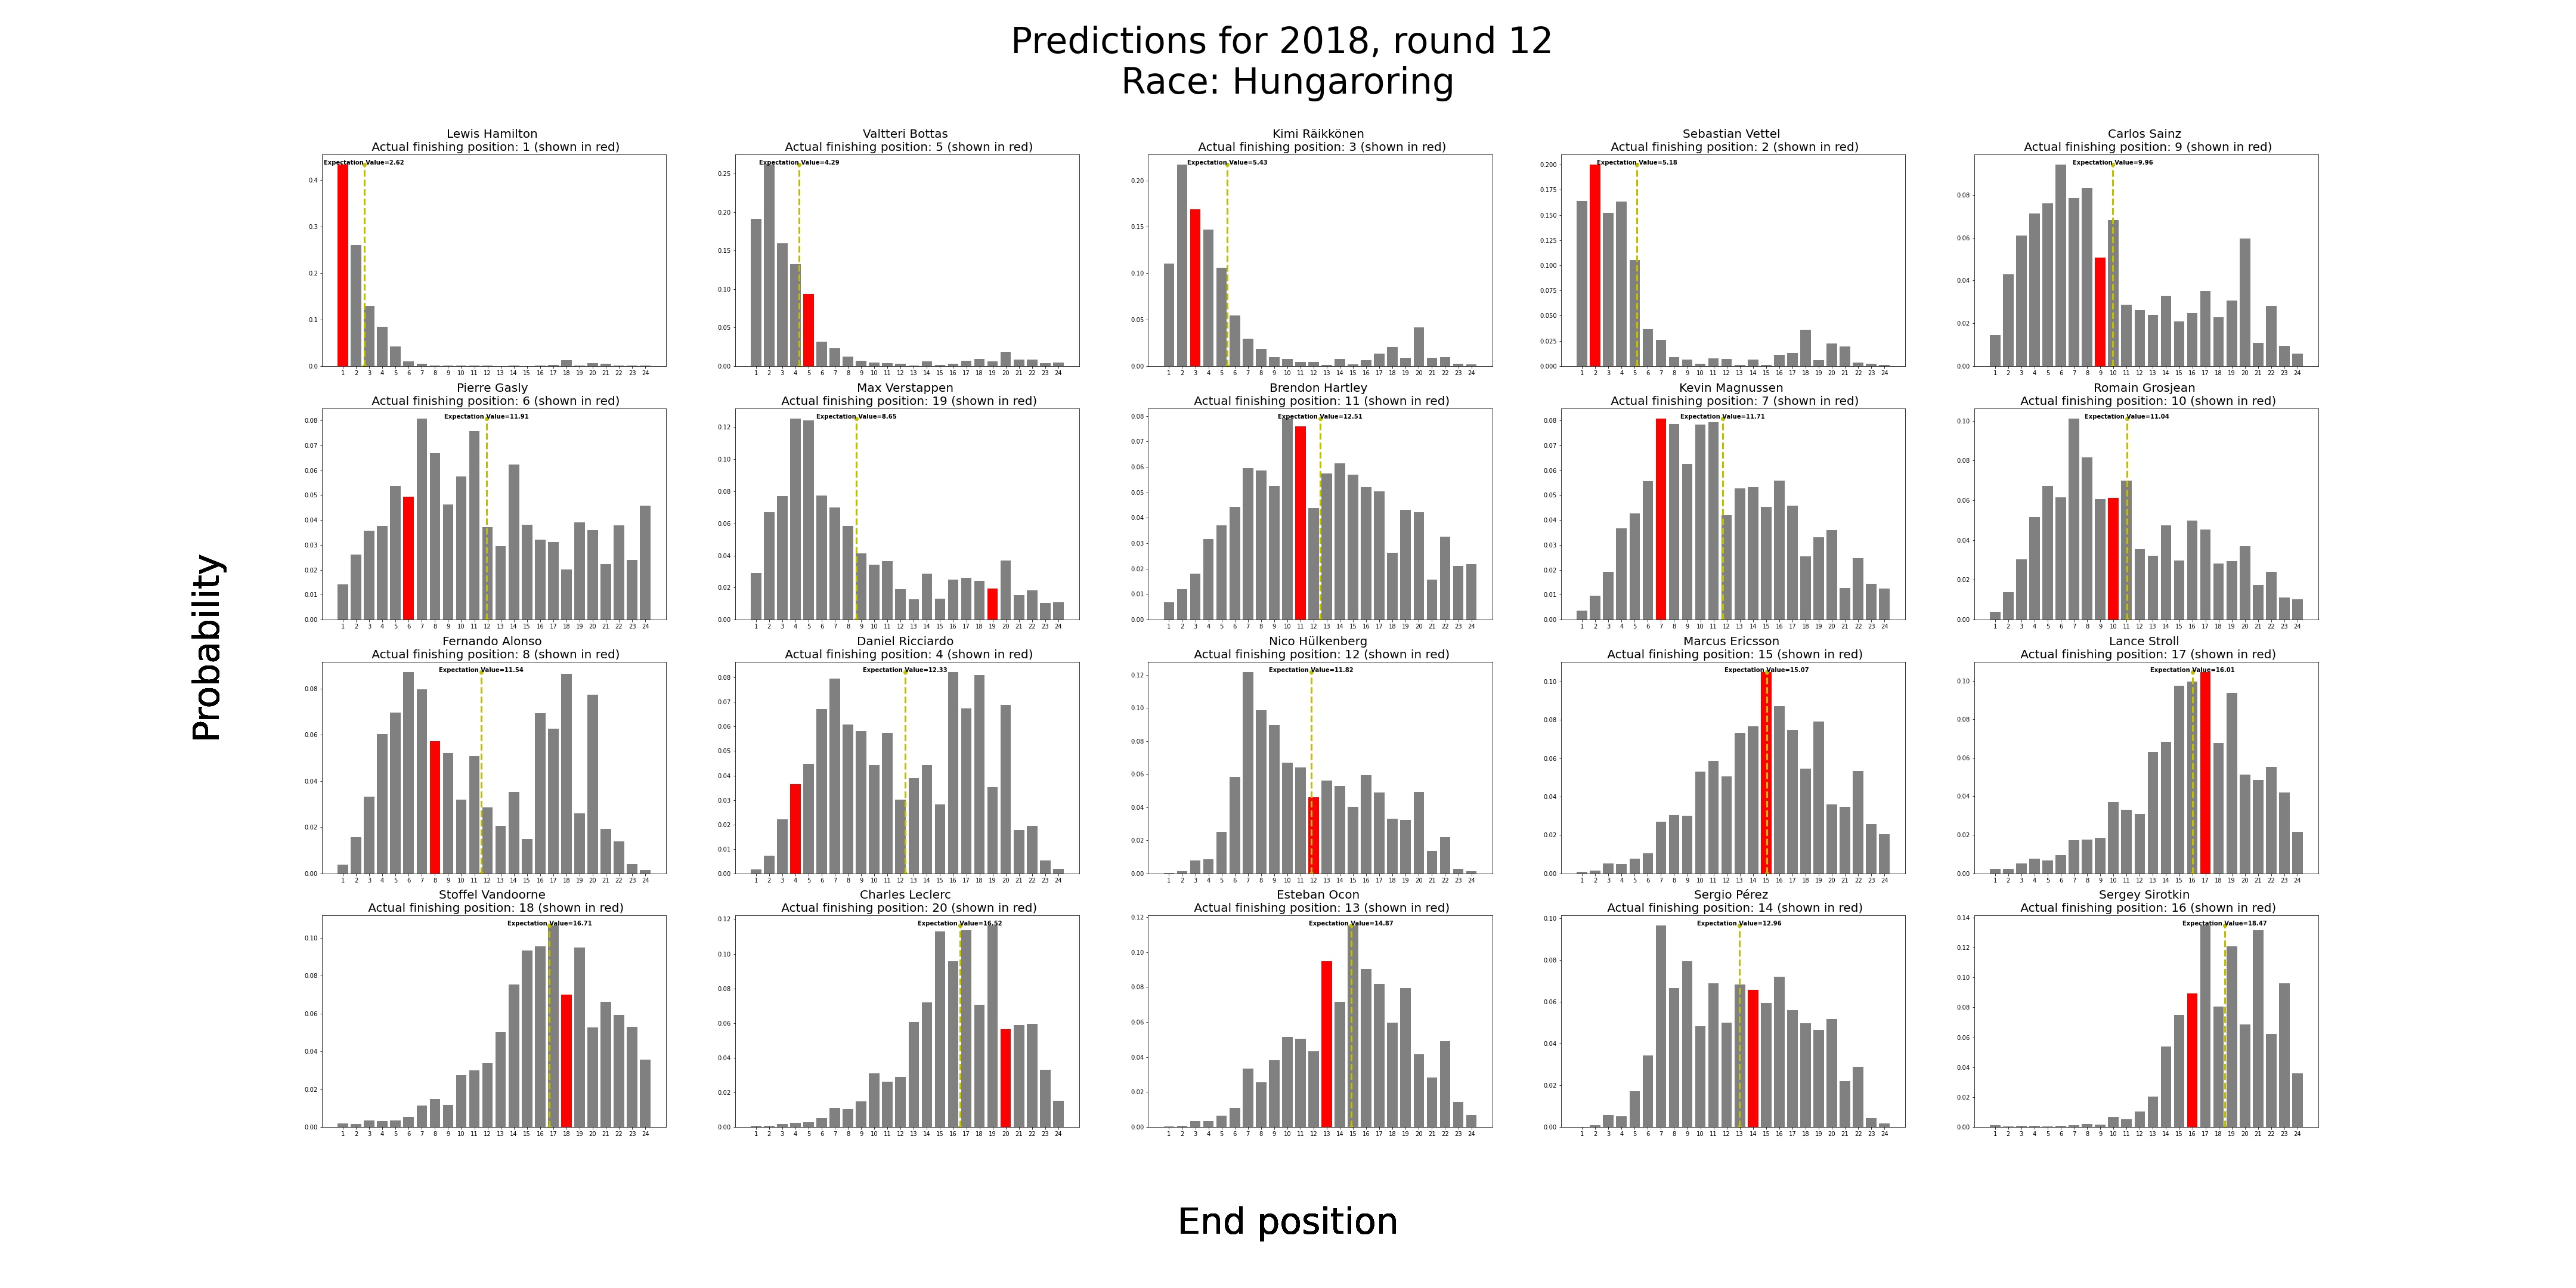 Predictions for 2018, round 12
Race: Hungaroring
Lewis Hamilton
Actual finishing position: 1 (shown in red)
Expectation Value=2.62
Valtteri Bottas
Actual finishing position: 5 (shown in red)
Expectation Value=4.29
Kimi Räikkönen
Actual finishing position: 3 (shown in red)
Expectation Value=5.43
Sebastian Vettel
Actual finishing position: 2 (shown in red)
Expectation Value=5.18
Carlos Sainz
Actual finishing position: 9 (shown in red)
Expectation Value=9.96
Pierre Gasly
Actual finishing position: 6 (shown in red)
Expectation Value=11.91
Max Verstappen
Actual finishing position: 19 (shown in red)
Expectation Value=8.65
Brendon Hartley
Actual finishing position: 11 (shown in red)
Expectation Value=12.51
Kevin Magnussen
Actual finishing position: 7 (shown in red)
Expectation Value=11.71
Romain Grosjean
Actual finishing position: 10 (shown in red)
Expectation Value=11.04
Fernando Alonso
Actual finishing position: 8 (shown in red)
Expectation Value=11.54
Daniel Ricciardo
Actual finishing position: 4 (shown in red)
Expectation Value=12.33
Nico Hülkenberg
Actual finishing position: 12 (shown in red)
Expectation Value=11.82
Marcus Ericsson
Actual finishing position: 15 (shown in red)
Expectation Value=15.07
Lance Stroll
Actual finishing position: 17 (shown in red)
Expectation Value=16.01
Stoffel Vandoorne
Actual finishing position: 18 (shown in red)
Expectation Value=16.71
Charles Leclerc
Actual finishing position: 20 (shown in red)
Expectation Value=16.52
Esteban Ocon
Actual finishing position: 13 (shown in red)
Expectation Value=14.87
Sergio Pérez
Actual finishing position: 14 (shown in red)
Expectation Value=12.96
Sergey Sirotkin
Actual finishing position: 16 (shown in red)
Expectation Value=18.47
Probability
End position